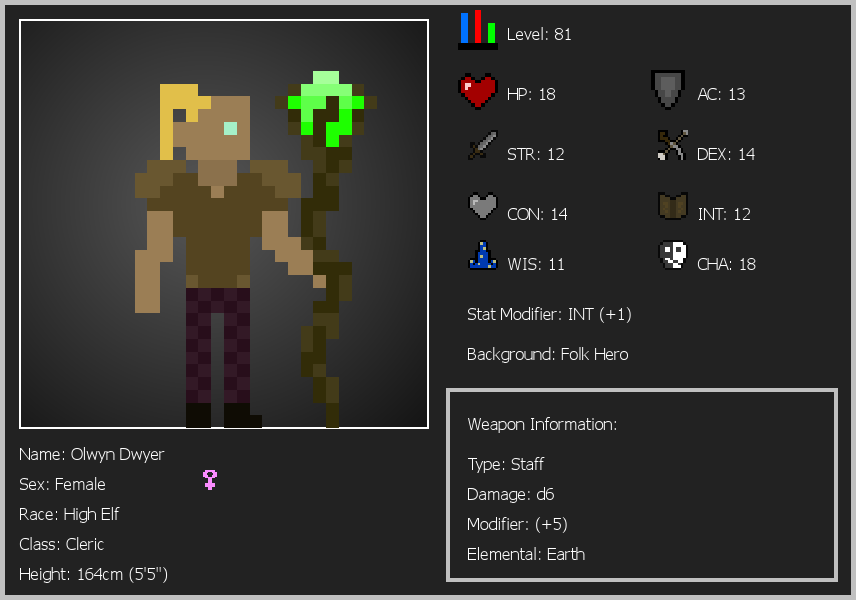 Level: 81
HP: 18
AC: 13
STR: 12
DEX: 14
CON: 14
INT: 12
WIS: 11
CHA: 18
Stat Modifier: INT (+1)
Background: Folk Hero
Name: Olwyn Dwyer
Sex: Female
Race: High Elf
Class: Cleric
Height: 164cm (5'5")
Weapon Information:
Type: Staff
Damage: d6
Modifier: (+5)
Elemental: Earth